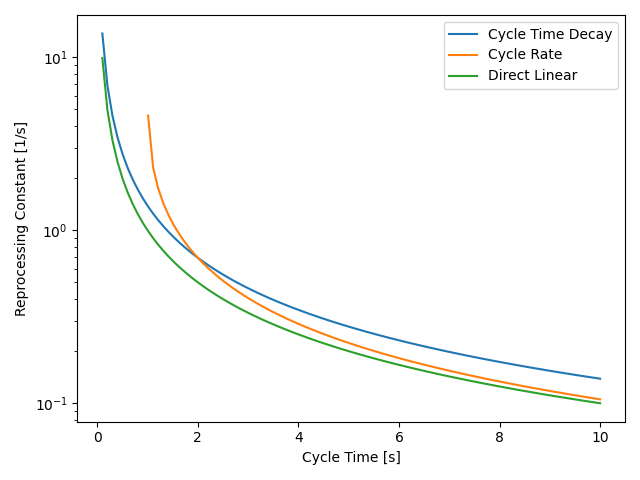 Cycle Time Decay
Cycle Rate
Direct Linear
Reprocessing Constant [1/s]
10¹
10⁰
10⁻¹
0 2 4 6 8 10
Cycle Time [s]